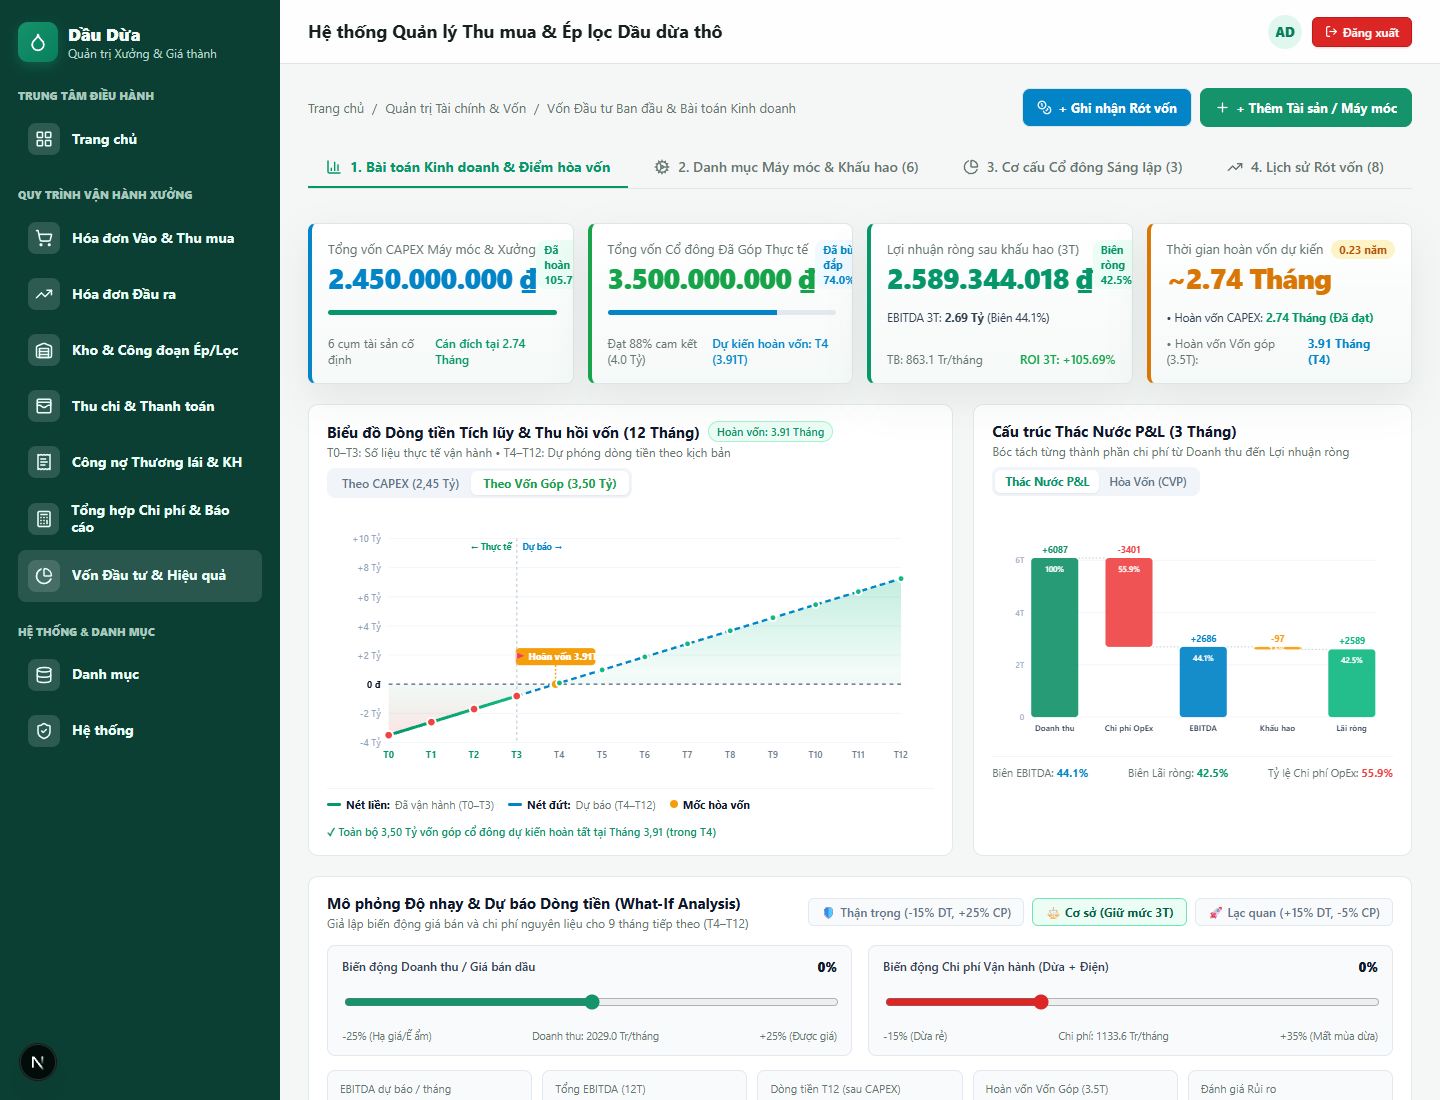 Dầu Dừa
Quản trị Xưởng & Giá thành
TRUNG TÂM ĐIỀU HÀNH
Trang chủ
QUY TRÌNH VẬN HÀNH XƯỞNG
Hóa đơn Vào & Thu mua
Hóa đơn Đầu ra
Kho & Công đoạn Ép/Lọc
Thu chi & Thanh toán
Công nợ Thương lái & KH
Tổng hợp Chi phí & Báo
cáo
Vốn Đầu tư & Hiệu quả
HỆ THỐNG & DANH MỤC
Danh mục
Hệ thống
N
Hệ thống Quản lý Thu mua & Ép lọc Dầu dừa thô
AD
Đăng xuất
Trang chủ / Quản trị Tài chính & Vốn / Vốn Đầu tư Ban đầu & Bài toán Kinh doanh
+ Ghi nhận Rót vốn
+ Thêm Tài sản / Máy móc
1. Bài toán Kinh doanh & Điểm hòa vốn
2. Danh mục Máy móc & Khấu hao (6)
3. Cơ cấu Cổ đông Sáng lập (3)
4. Lịch sử Rót vốn (8)
Tổng vốn CAPEX Máy móc & Xưởng
2.450.000.000 ₫
Đã
hoàn
105.7
6 cụm tài sản cố
định
Cán đích tại 2.74
Tháng
Tổng vốn Cổ đông Đã Góp Thực tế
3.500.000.000 ₫
Đã bù
đắp
74.0%
Đạt 88% cam kết
(4.0 Tỷ)
Dự kiến hoàn vốn: T4
(3.91T)
Lợi nhuận ròng sau khấu hao (3T)
2.589.344.018 ₫
Biên
ròng
42.5%
EBITDA 3T: 2.69 Tỷ (Biên 44.1%)
TB: 863.1 Tr/tháng
ROI 3T: +105.69%
Thời gian hoàn vốn dự kiến
0.23 năm
~2.74 Tháng
• Hoàn vốn CAPEX: 2.74 Tháng (Đã đạt)
• Hoàn vốn Vốn góp
(3.5T):
3.91 Tháng
(T4)
Biểu đồ Dòng tiền Tích lũy & Thu hồi vốn (12 Tháng)
Hoàn vốn: 3.91 Tháng
T0–T3: Số liệu thực tế vận hành • T4–T12: Dự phóng dòng tiền theo kịch bản
Theo CAPEX (2,45 Tỷ)
Theo Vốn Góp (3,50 Tỷ)
+10 Tỷ
+8 Tỷ
+6 Tỷ
+4 Tỷ
+2 Tỷ
0 đ
-2 Tỷ
-4 Tỷ
← Thực tế
Dự báo →
Hoàn vốn 3.91T
T0 T1 T2 T3 T4 T5 T6 T7 T8 T9 T10 T11 T12
Nét liền: Đã vận hành (T0–T3)
Nét đứt: Dự báo (T4–T12)
Mốc hòa vốn
✓ Toàn bộ 3,50 Tỷ vốn góp cổ đông dự kiến hoàn tất tại Tháng 3,91 (trong T4)
Cấu trúc Thác Nước P&L (3 Tháng)
Bóc tách từng thành phần chi phí từ Doanh thu đến Lợi nhuận ròng
Thác Nước P&L
Hòa Vốn (CVP)
6T
4T
2T
0
+6087
100%
-3401
55.9%
+2686
44.1%
-97
+2589
42.5%
Doanh thu
Chi phí OpEx
EBITDA
Khấu hao
Lãi ròng
Biên EBITDA: 44.1%
Biên Lãi ròng: 42.5%
Tỷ lệ Chi phí OpEx: 55.9%
Mô phỏng Độ nhạy & Dự báo Dòng tiền (What-If Analysis)
Giả lập biến động giá bán và chi phí nguyên liệu cho 9 tháng tiếp theo (T4–T12)
Thận trọng (-15% DT, +25% CP)
Cơ sở (Giữ mức 3T)
Lạc quan (+15% DT, -5% CP)
Biến động Doanh thu / Giá bán dầu
0%
-25% (Hạ giá/Ế ẩm)
Doanh thu: 2029.0 Tr/tháng
+25% (Được giá)
Biến động Chi phí Vận hành (Dừa + Điện)
0%
-15% (Dừa rẻ)
Chi phí: 1133.6 Tr/tháng
+35% (Mất mùa dừa)
EBITDA dự báo / tháng
Tổng EBITDA (12T)
Dòng tiền T12 (sau CAPEX)
Hoàn vốn Vốn Góp (3.5T)
Đánh giá Rủi ro